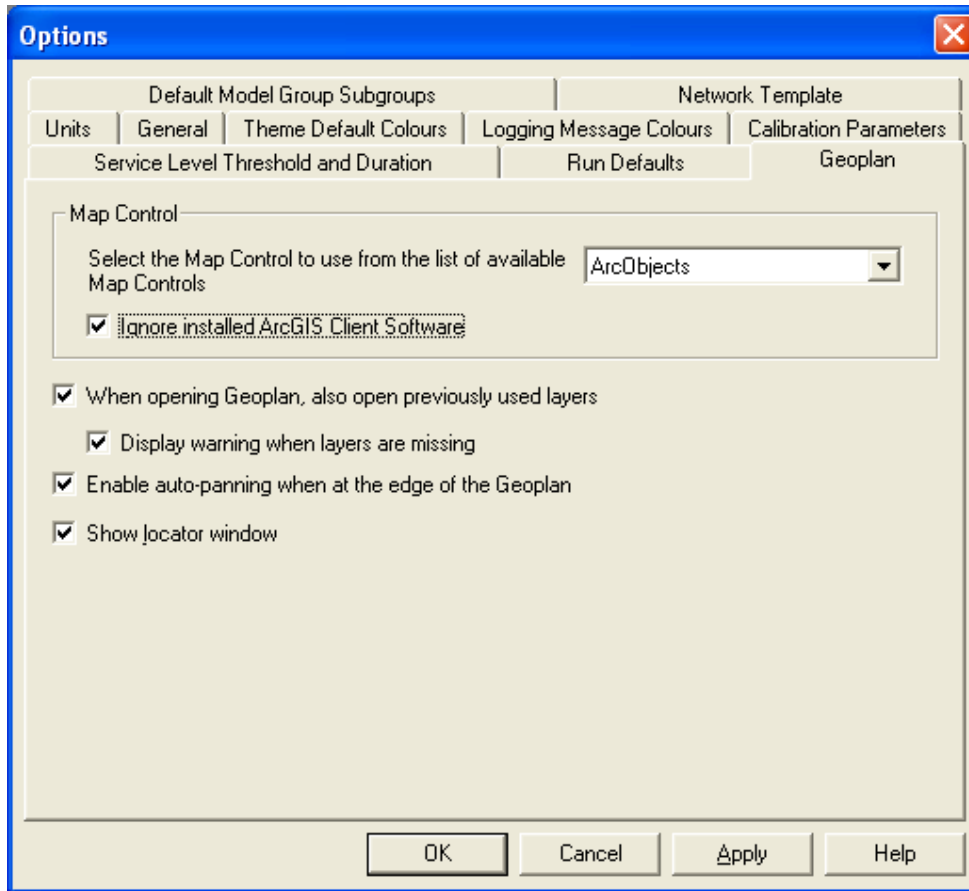 Options
Default Model Group Subgroups
Network Template
Units
General
Theme Default Colours
Logging Message Colours
Calibration Parameters
Service Level Threshold and Duration
Run Defaults
Geoplan
Map Control
Select the Map Control to use from the list of available
Map Controls
ArcObjects
Ignore installed ArcGIS Client Software
When opening Geoplan, also open previously used layers
Display warning when layers are missing
Enable auto-panning when at the edge of the Geoplan
Show locator window
OK
Cancel
Apply
Help